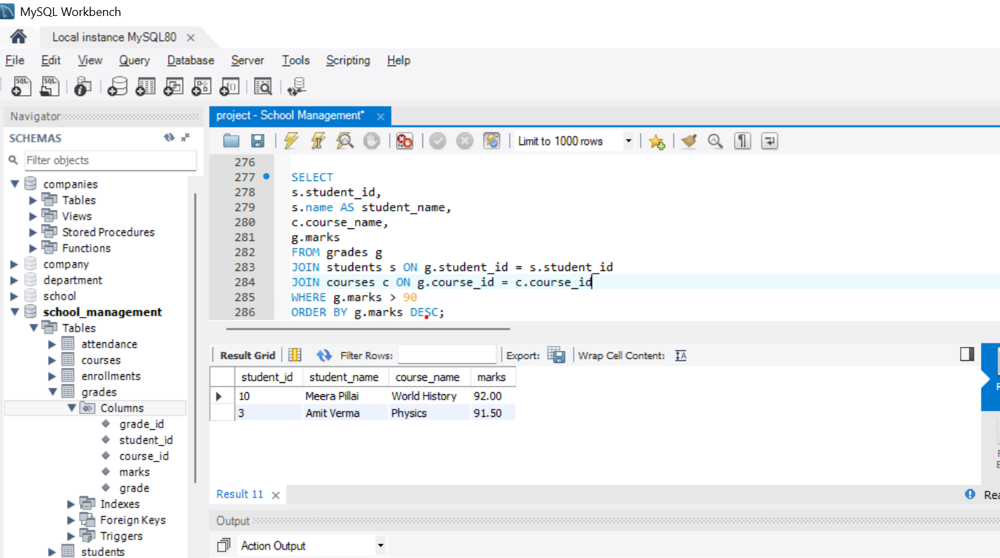 MySQL Workbench
Local instance MySQL80
File Edit View Query Database Server Tools Scripting Help
SQL SQL
Navigator
SCHEMAS
Filter objects
companies
Tables
Views
Stored Procedures
Functions
company
department
school
school_management
Tables
attendance
courses
enrollments
grades
Columns
grade_id
student_id
course_id
marks
grade
Indexes
Foreign Keys
Triggers
students
project - School Management*
Limit to 1000 rows
276
277 SELECT
278 s.student_id,
279 s.name AS student_name,
280 c.course_name,
281 g.marks
282 FROM grades g
283 JOIN students s ON g.student_id = s.student_id
284 JOIN courses c ON g.course_id = c.course_id
285 WHERE g.marks > 90
286 ORDER BY g.marks DESC;
Result Grid Filter Rows: Export: Wrap Cell Content: IA
student_id student_name course_name marks
10 Meera Pillai World History 92.00
3 Amit Verma Physics 91.50
Result 11
Output
Action Output